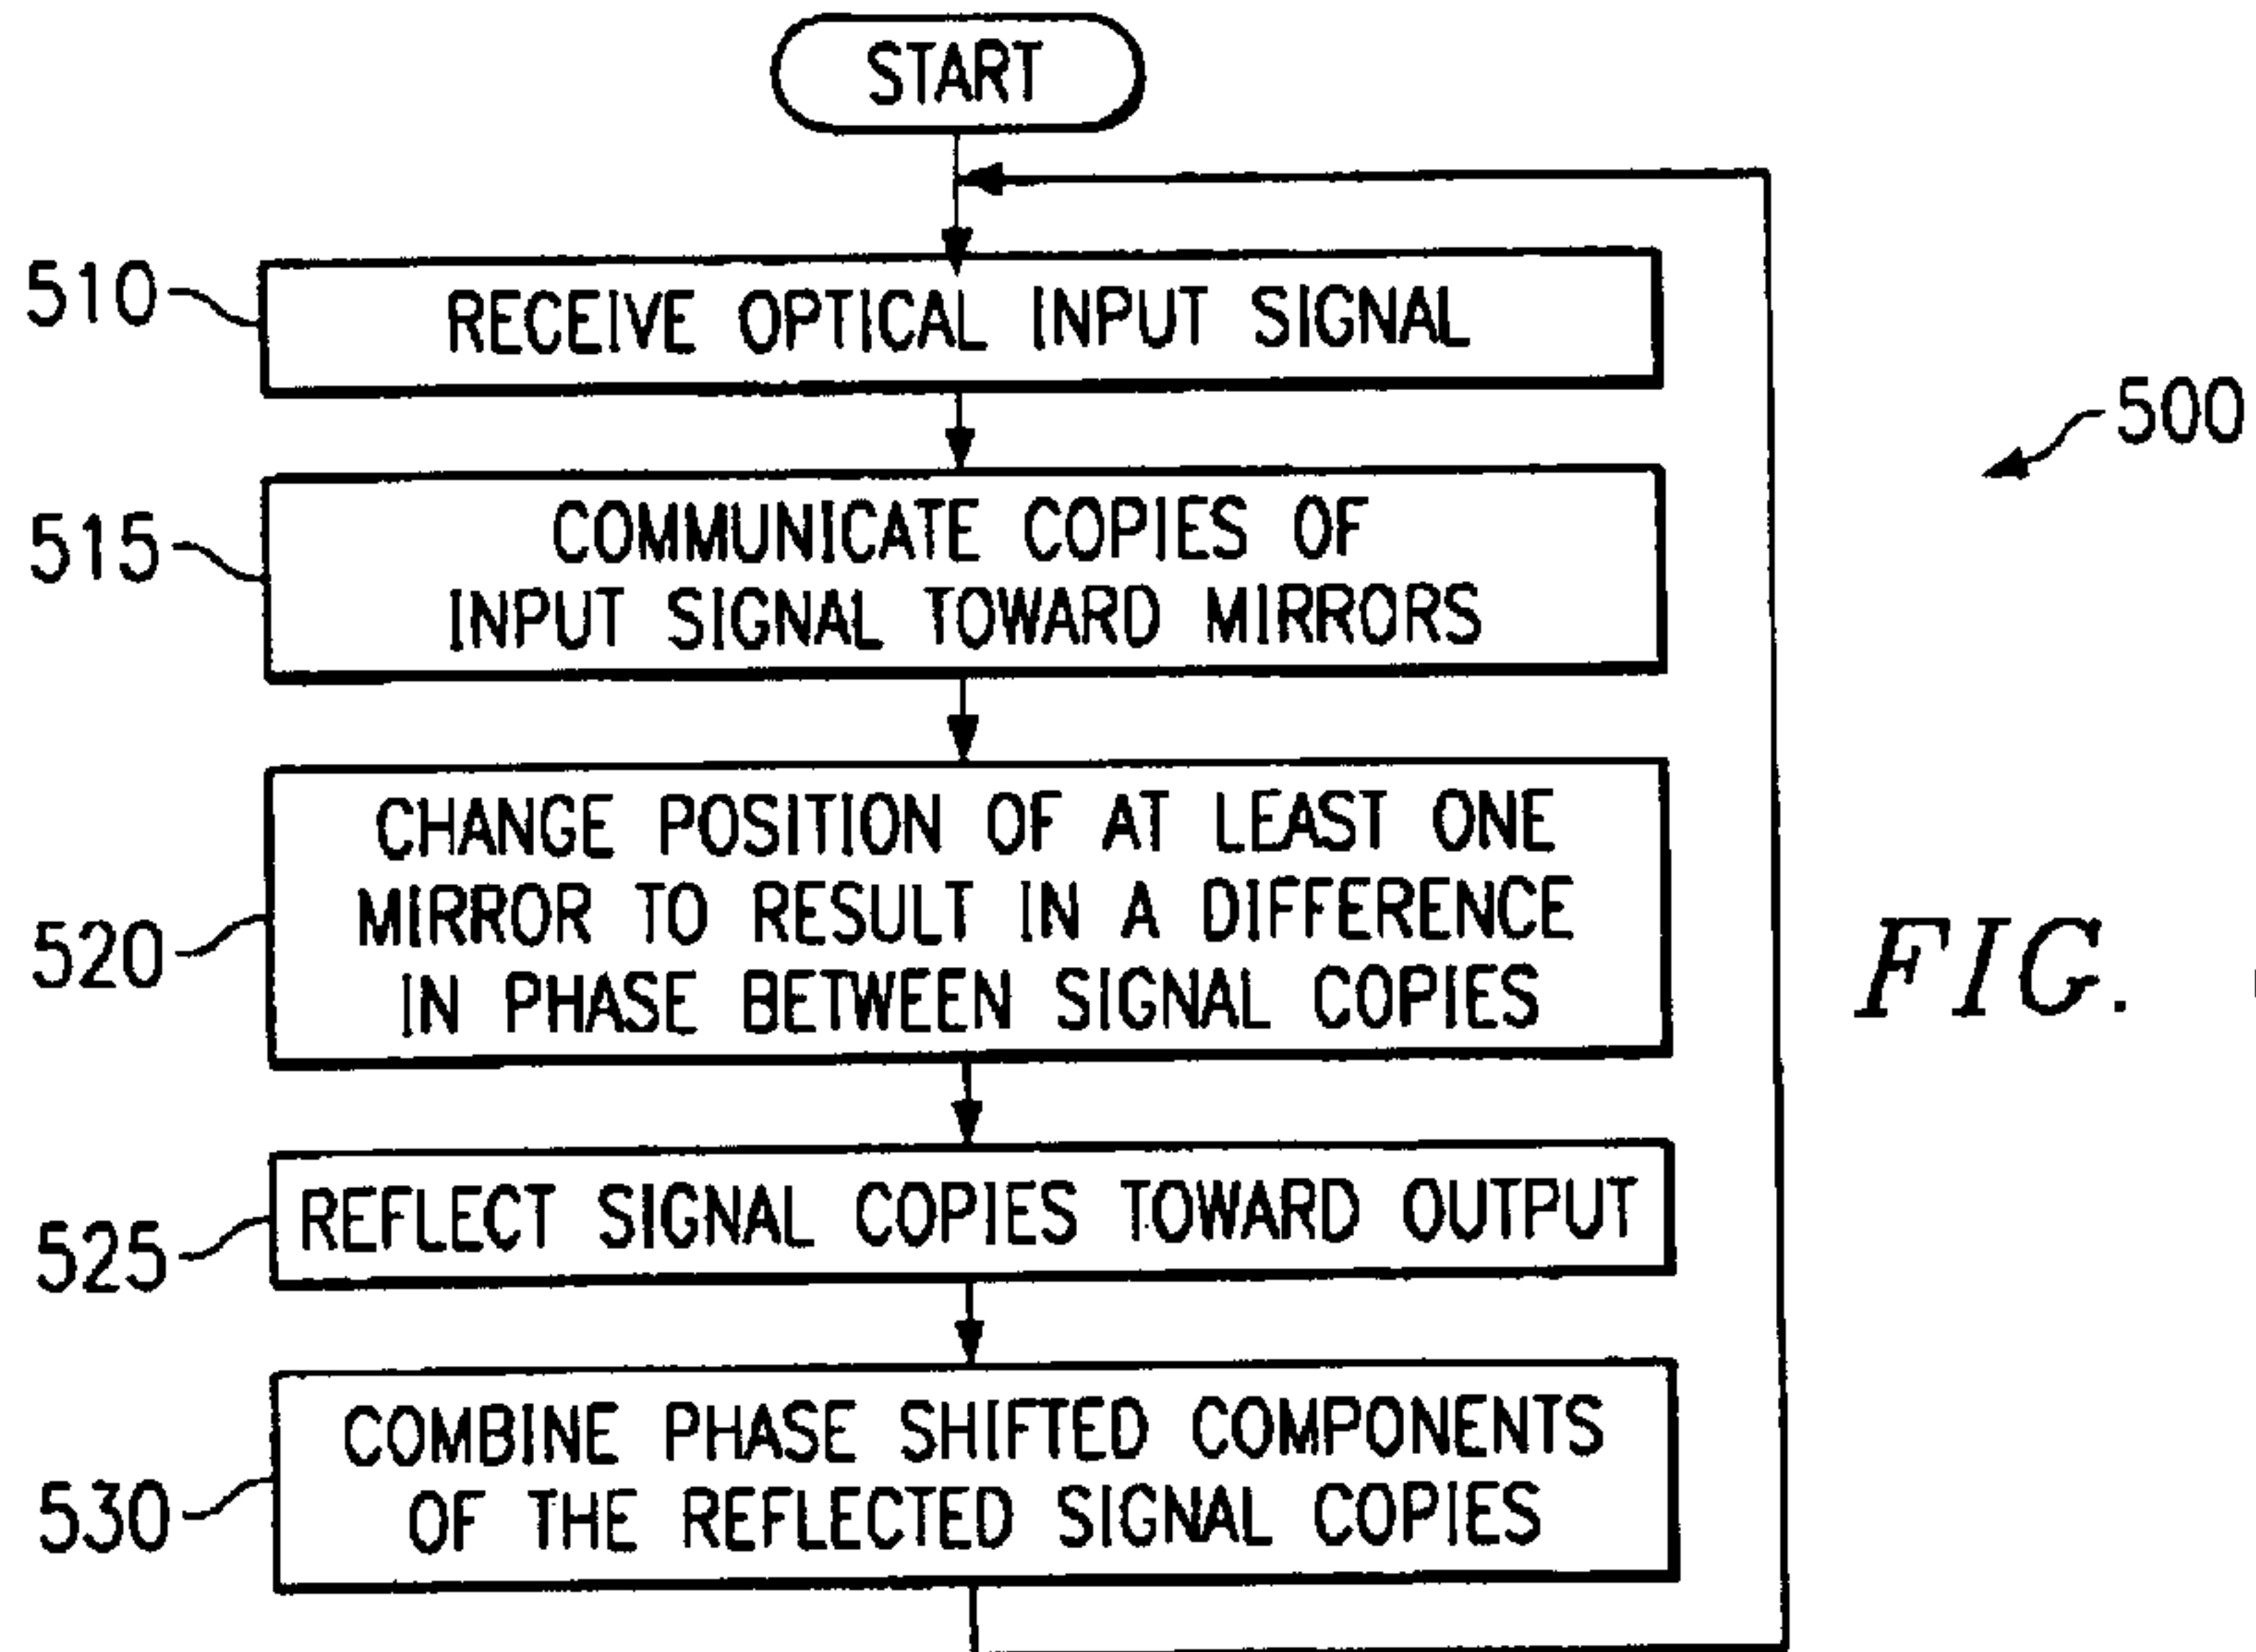 START
510
RECEIVE OPTICAL INPUT SIGNAL
500
515
COMMUNICATE COPIES OF
INPUT SIGNAL TOWARD MIRRORS
520
CHANGE POSITION OF AT LEAST ONE
MIRROR TO RESULT IN A DIFFERENCE
IN PHASE BETWEEN SIGNAL COPIES
FIG.
525
REFLECT SIGNAL COPIES TOWARD OUTPUT
530
COMBINE PHASE SHIFTED COMPONENTS
OF THE REFLECTED SIGNAL COPIES